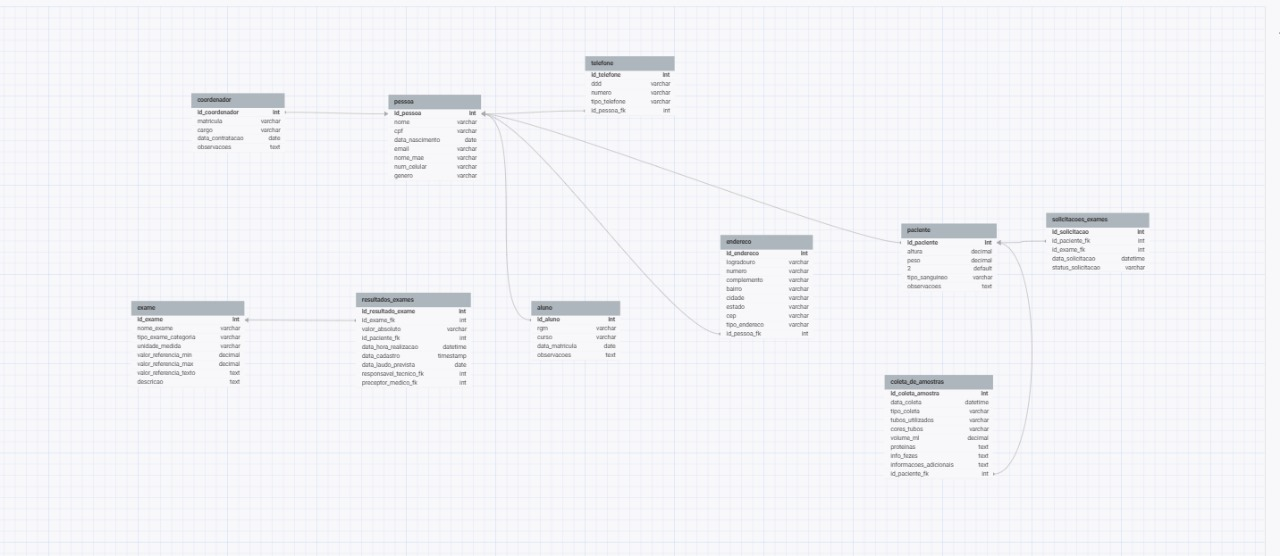 telefone
id_telefone int
ddd varchar
numero varchar
tipo_telefone varchar
id_pessoa_fk int
coordenador
id_coordenador int
matricula varchar
cargo varchar
data_contratacao date
observacoes text
pessoa
id_pessoa int
nome varchar
cpf varchar
data_nascimento date
email varchar
nome_mae varchar
num_celular varchar
genero varchar
solicitacoes_exames
id_solicitacao int
id_paciente_fk int
id_exame_fk int
data_solicitacao datetime
status_solicitacao varchar
paciente
id_paciente int
altura decimal
peso decimal
2 default
tipo_sanguineo varchar
observacoes text
endereco
id_endereco int
logradouro varchar
numero varchar
complemento varchar
bairro varchar
cidade varchar
estado varchar
cep varchar
tipo_endereco varchar
id_pessoa_fk int
exame
id_exame int
nome_exame varchar
tipo_exame_categoria varchar
unidade_medida varchar
valor_referencia_min decimal
valor_referencia_max decimal
valor_referencia_texto text
descricao text
resultados_exames
id_resultado_exame int
id_exame_fk int
valor_absoluto varchar
id_paciente_fk int
data_hora_realizacao datetime
data_cadastro timestamp
data_laudo_prevista date
responsavel_tecnico_fk int
preceptor_medico_fk int
aluno
id_aluno int
rgm varchar
curso varchar
data_matricula date
observacoes text
coleta_de_amostras
id_coleta_amostra int
data_coleta datetime
tipo_coleta varchar
tubos_utilizados varchar
cores_tubos varchar
volume_ml decimal
proteinas text
info_fezes text
informacoes_adicionais text
id_paciente_fk int